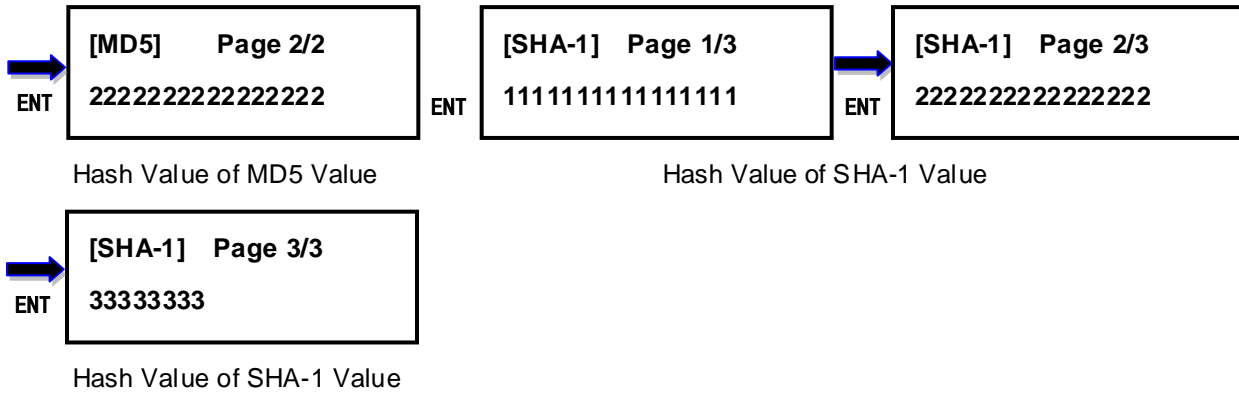 [MD5] Page 2/2
2222222222222222
ENT
Hash Value of MD5 Value
ENT
[SHA-1] Page 1/3
1111111111111111
ENT
[SHA-1] Page 2/3
2222222222222222
Hash Value of SHA-1 Value
[SHA-1] Page 3/3
33333333
ENT
Hash Value of SHA-1 Value